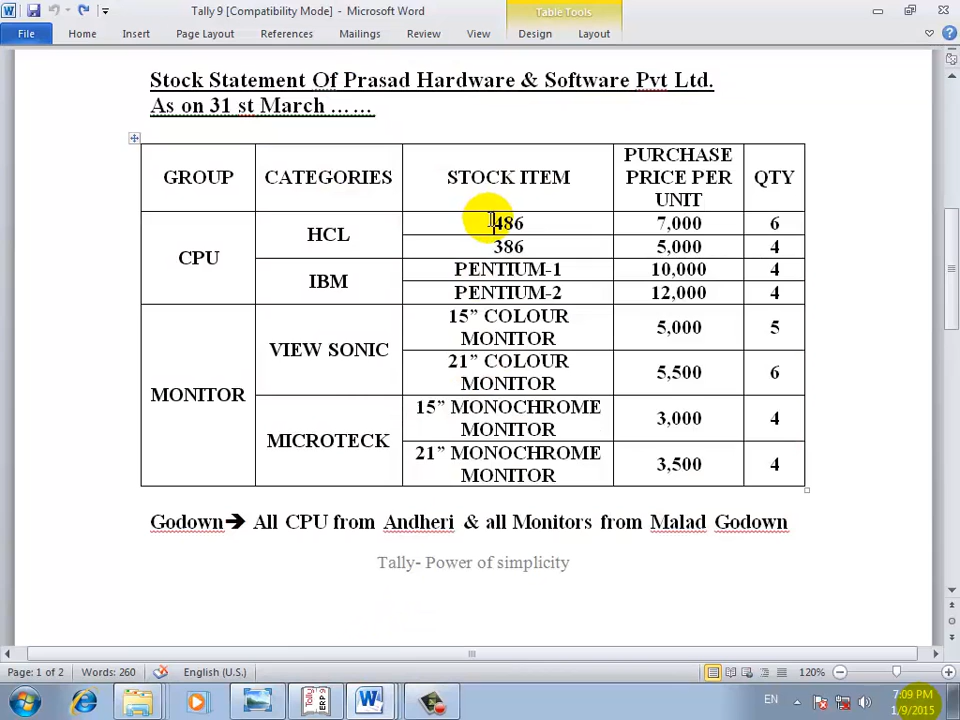 Tally 9 [Compatibility Mode] - Microsoft Word
Table Tools
File Home Insert Page Layout References Mailings Review View Design Layout
Stock Statement Of Prasad Hardware & Software Pvt Ltd.
As on 31 st March ……
GROUP CATEGORIES STOCK ITEM PURCHASE PRICE PER UNIT QTY
CPU HCL 486 7,000 6
386 5,000 4
IBM PENTIUM-1 10,000 4
PENTIUM-2 12,000 4
MONITOR VIEW SONIC 15” COLOUR MONITOR 5,000 5
21” COLOUR MONITOR 5,500 6
MICROTECK 15” MONOCHROME MONITOR 3,000 4
21” MONOCHROME MONITOR 3,500 4
Godown➔ All CPU from Andheri & all Monitors from Malad Godown
Tally- Power of simplicity
Page: 1 of 2 Words: 260 English (U.S.) 120%
Tally ERP 9 EN 7:09 PM
1/9/2015